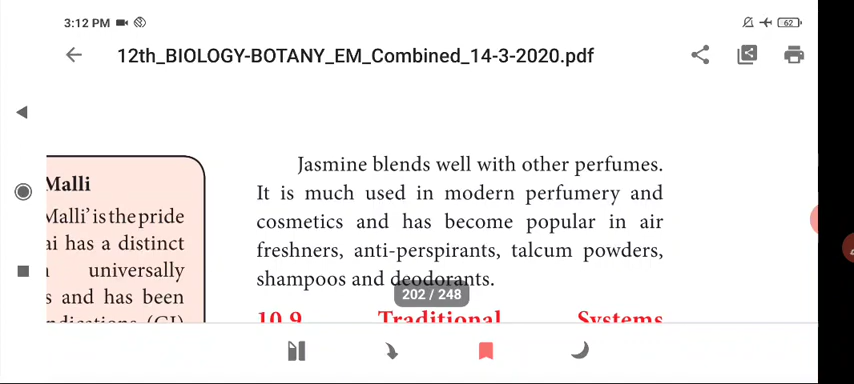 3:12 PM
62
12th_BIOLOGY-BOTANY_EM_Combined_14-3-2020.pdf
Malli
Malli’ is the pride
ai has a distinct
universally
s and has been
(GI)
Jasmine blends well with other perfumes.
It is much used in modern perfumery and
cosmetics and has become popular in air
freshners, anti-perspirants, talcum powders,
shampoos and deodorants.
202 / 248
10.9 Traditional Systems